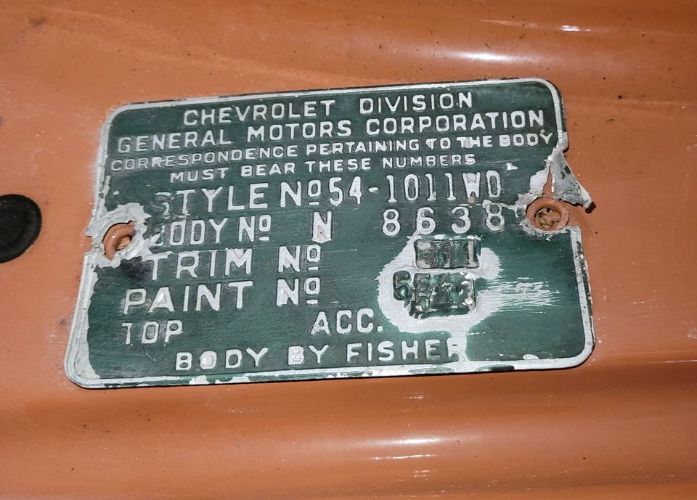 CHEVROLET DIVISION
GENERAL MOTORS CORPORATION
CORRESPONDENCE PERTAINING TO THE BODY
MUST BEAR THESE NUMBERS
STYLE Nº 54-1011WD
BODY Nº N 8638
TRIM Nº
PAINT Nº
TOP ACC.
BODY BY FISHER